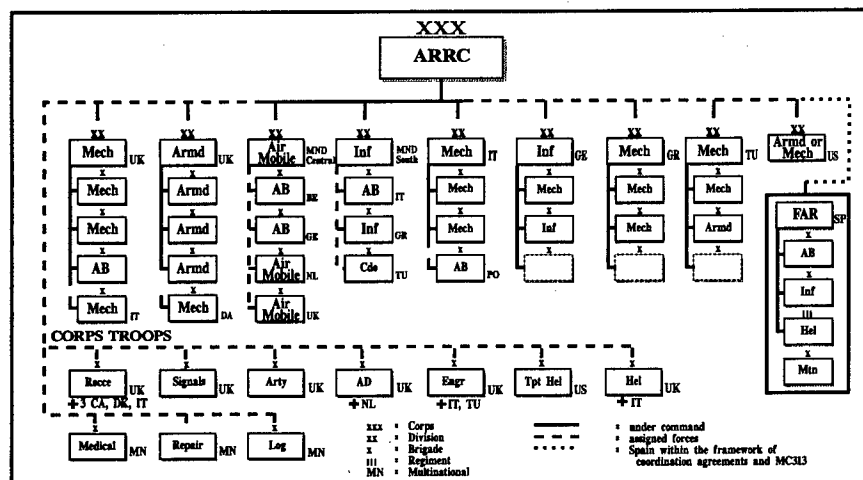 XXX
ARRC
XX XX XX XX XX XX XX XX XX
Mech UK
Armd UK
Air Mobile MND Central
Inf MND South
Mech IT
Inf GE
Mech GR
Mech TU
Armd or Mech US
x x x x x x x x
Mech
Armd
AB BE
AB IT
Mech
Mech
Mech
Mech
FAR SP
x x x x x x x x
Mech
Armd
AB GE
Inf GR
Mech
Inf
Mech
Armd
x
AB
x x x x x
AB
Armd
Air Mobile NL
Cdo TU
AB PO
x
Inf
x x x
Mech IT
Mech DA
Air Mobile UK
III
Hel
x
Mtn
CORPS TROOPS
x x x x x x
Recce UK
Signals UK
Arty UK
AD UK
Engr UK
Tpt Hel US
Hel UK
+3 CA, DK, IT
+NL
+IT, TU
+IT
x x
Medical MN
Repair MN
Log MN
xxx : Corps
xx : Division
x : Brigade
III : Regiment
MN : Multinational
: under command
: assigned forces
: Spain within the framework of
coordination agreements and MC313